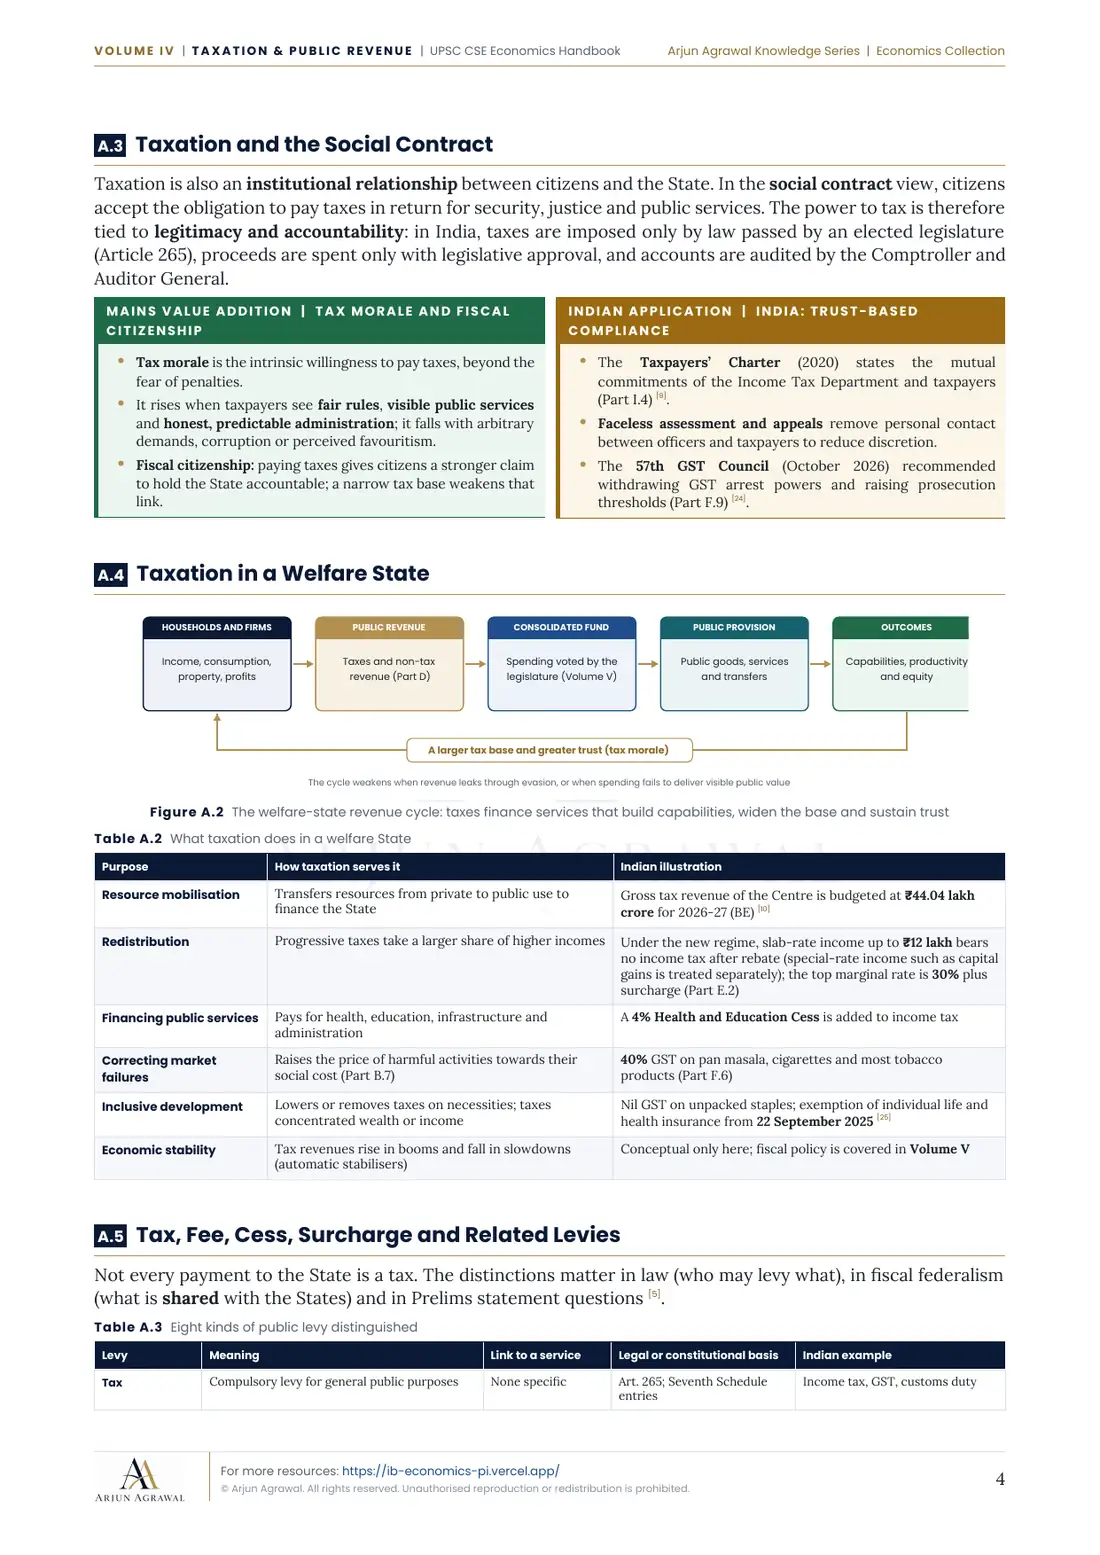 VOLUME IV | TAXATION & PUBLIC REVENUE | UPSC CSE Economics Handbook
Arjun Agrawal Knowledge Series | Economics Collection
A.3 Taxation and the Social Contract
Taxation is also an institutional relationship between citizens and the State. In the social contract view, citizens
accept the obligation to pay taxes in return for security, justice and public services. The power to tax is therefore
tied to legitimacy and accountability: in India, taxes are imposed only by law passed by an elected legislature
(Article 265), proceeds are spent only with legislative approval, and accounts are audited by the Comptroller and
Auditor General.
MAINS VALUE ADDITION | TAX MORALE AND FISCAL
CITIZENSHIP
• Tax morale is the intrinsic willingness to pay taxes, beyond the
fear of penalties.
• It rises when taxpayers see fair rules, visible public services
and honest, predictable administration; it falls with arbitrary
demands, corruption or perceived favouritism.
• Fiscal citizenship: paying taxes gives citizens a stronger claim
to hold the State accountable; a narrow tax base weakens that
link.
INDIAN APPLICATION | INDIA: TRUST-BASED
COMPLIANCE
• The Taxpayers' Charter (2020) states the mutual
commitments of the Income Tax Department and taxpayers
(Part I.4) [9].
• Faceless assessment and appeals remove personal contact
between officers and taxpayers to reduce discretion.
• The 57th GST Council (October 2026) recommended
withdrawing GST arrest powers and raising prosecution
thresholds (Part F.9) [24].
A.4 Taxation in a Welfare State
HOUSEHOLDS AND FIRMS
Income, consumption,
property, profits
PUBLIC REVENUE
Taxes and non-tax
revenue (Part D)
CONSOLIDATED FUND
Spending voted by the
legislature (Volume V)
PUBLIC PROVISION
Public goods, services
and transfers
OUTCOMES
Capabilities, productivity
and equity
A larger tax base and greater trust (tax morale)
The cycle weakens when revenue leaks through evasion, or when spending fails to deliver visible public value
Figure A.2 The welfare-state revenue cycle: taxes finance services that build capabilities, widen the base and sustain trust
Table A.2 What taxation does in a welfare State
ARJUN AGRAWAL
Purpose How taxation serves it Indian illustration
Resource mobilisation
Transfers resources from private to public use to
finance the State
Gross tax revenue of the Centre is budgeted at ₹44.04 lakh
crore for 2026-27 (BE) [10]
Redistribution
Progressive taxes take a larger share of higher incomes
Under the new regime, slab-rate income up to ₹12 lakh bears
no income tax after rebate (special-rate income such as capital
gains is treated separately); the top marginal rate is 30% plus
surcharge (Part E.2)
Financing public services
Pays for health, education, infrastructure and
administration
A 4% Health and Education Cess is added to income tax
Correcting market
failures
Raises the price of harmful activities towards their
social cost (Part B.7)
40% GST on pan masala, cigarettes and most tobacco
products (Part F.6)
Inclusive development
Lowers or removes taxes on necessities; taxes
concentrated wealth or income
Nil GST on unpacked staples; exemption of individual life and
health insurance from 22 September 2025 [25]
Economic stability
Tax revenues rise in booms and fall in slowdowns
(automatic stabilisers)
Conceptual only here; fiscal policy is covered in Volume V
A.5 Tax, Fee, Cess, Surcharge and Related Levies
Not every payment to the State is a tax. The distinctions matter in law (who may levy what), in fiscal federalism
(what is shared with the States) and in Prelims statement questions [5].
Table A.3 Eight kinds of public levy distinguished
Levy Meaning Link to a service Legal or constitutional basis Indian example
Tax
Compulsory levy for general public purposes
None specific
Art. 265; Seventh Schedule
entries
Income tax, GST, customs duty
ARJUN AGRAWAL
For more resources: https://ib-economics-pi.vercel.app/
© Arjun Agrawal. All rights reserved. Unauthorised reproduction or redistribution is prohibited.
4